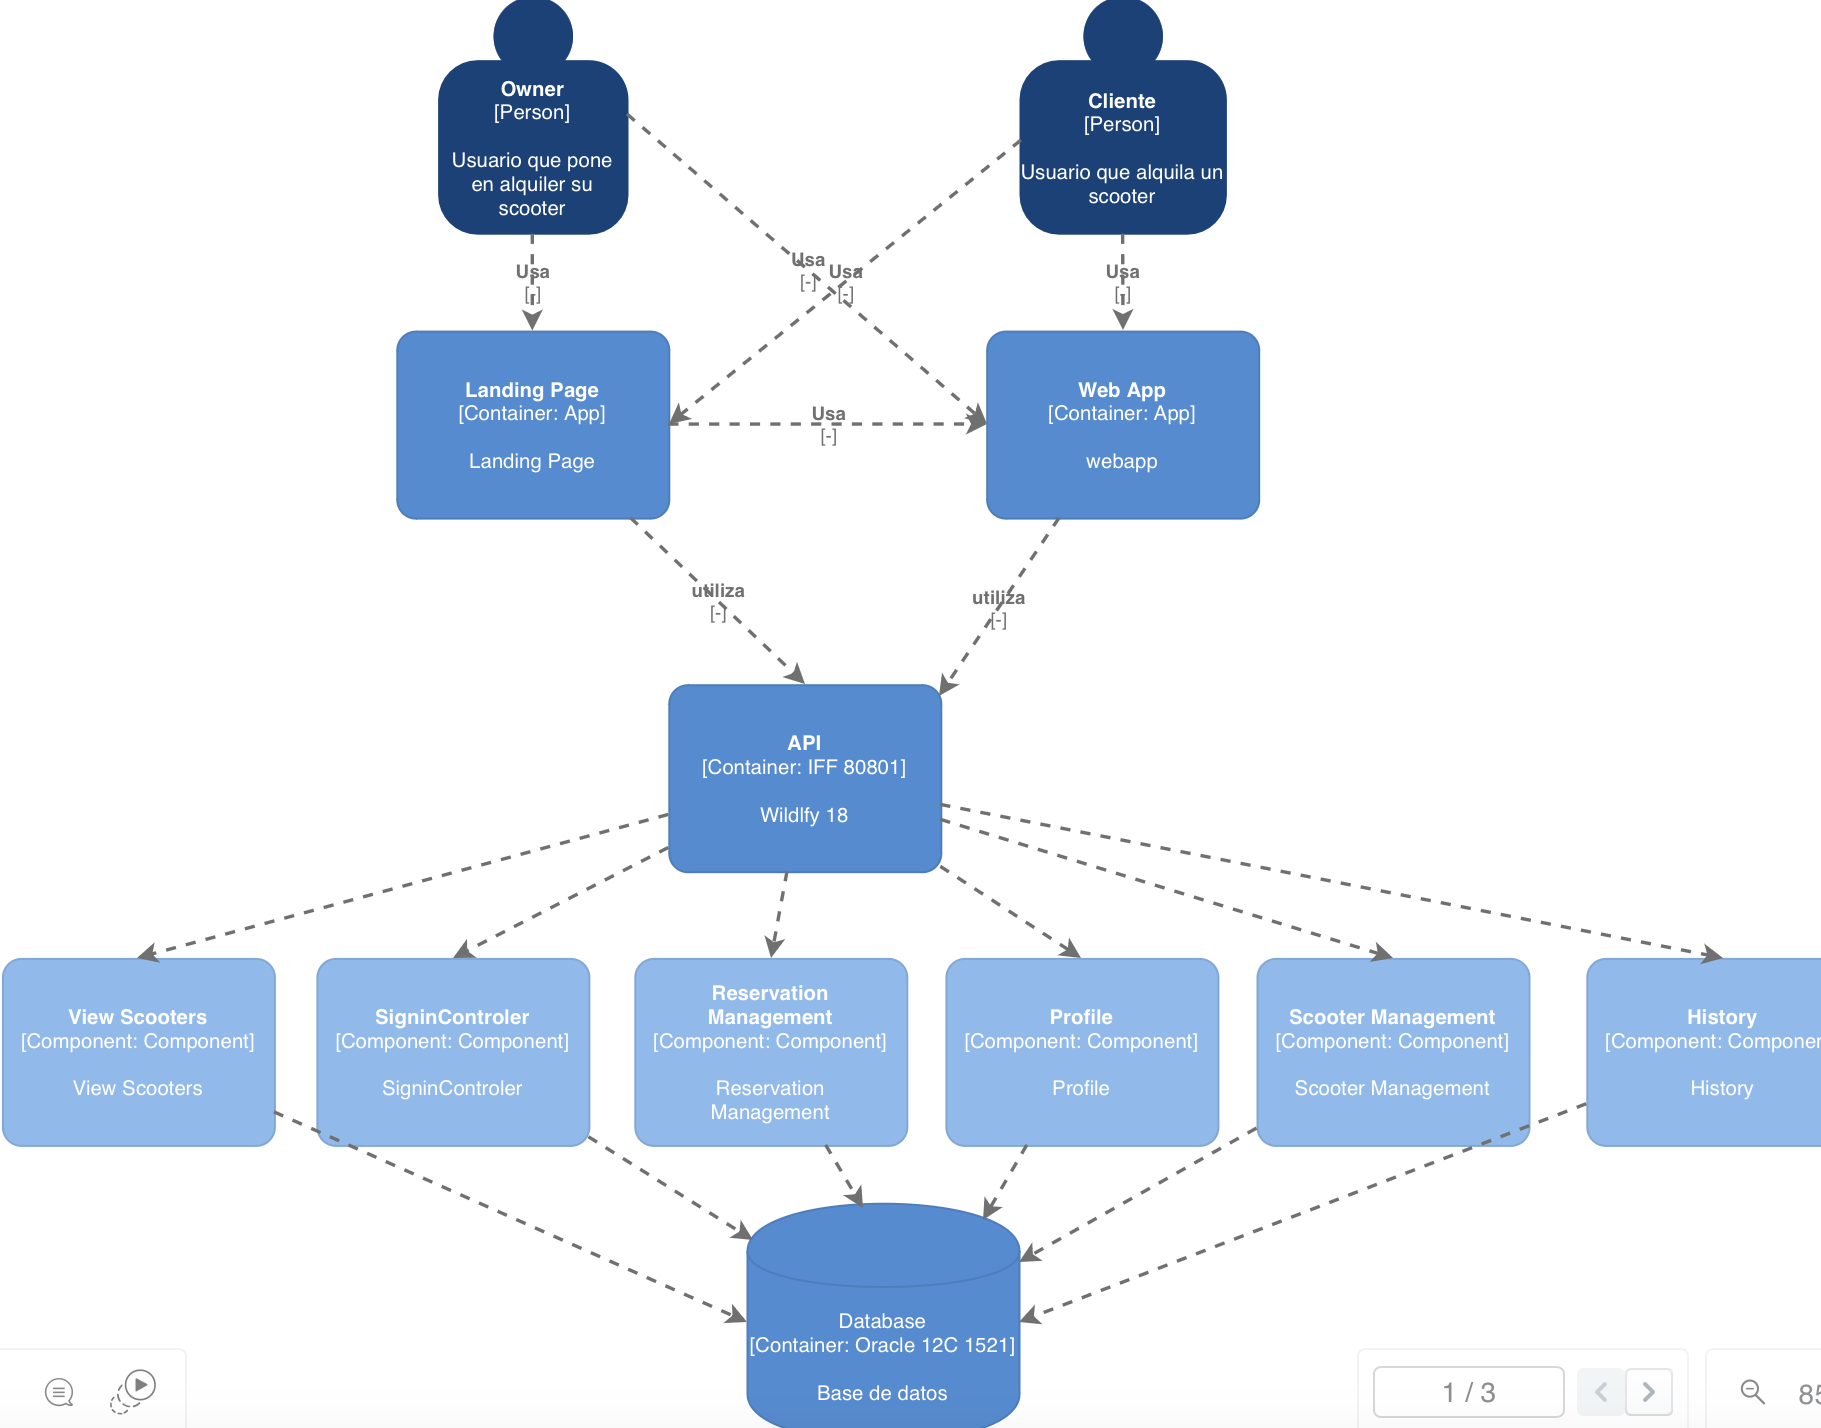 Owner
[Person]
Usuario que pone
en alquiler su
scooter
Cliente
[Person]
Usuario que alquila un
scooter
Usa
[-]
Usa
[-]
Usa
[-]
Usa
[-]
Landing Page
[Container: App]
Landing Page
Usa
[-]
Web App
[Container: App]
webapp
utiliza
[-]
utiliza
[-]
API
[Container: IFF 80801]
Wildlfy 18
View Scooters
[Component: Component]
View Scooters
SigninControler
[Component: Component]
SigninControler
Reservation
Management
[Component: Component]
Reservation
Management
Profile
[Component: Component]
Profile
Scooter Management
[Component: Component]
Scooter Management
History
[Component: Componer
History
Database
[Container: Oracle 12C 1521]
Base de datos
1 / 3
85